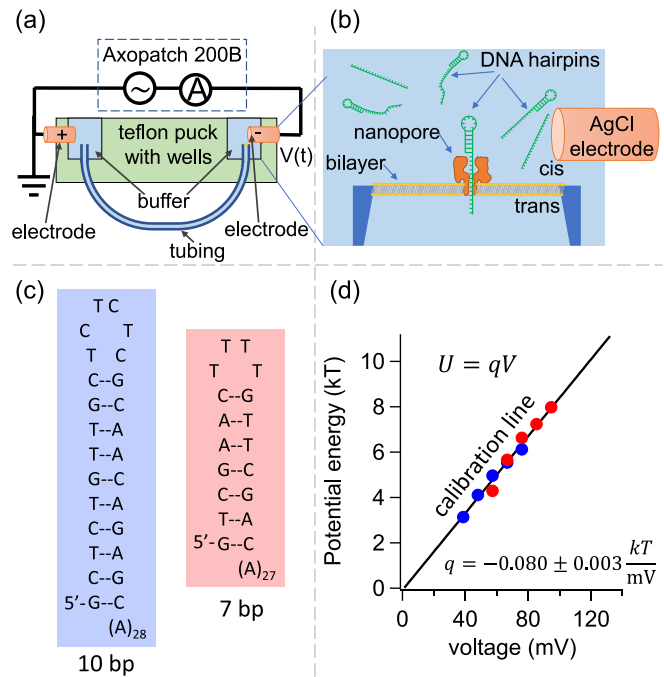 (a)
Axopatch 200B
~
A
+
teflon puck
with wells
-
V(t)
buffer
electrode
electrode
tubing
(b)
DNA hairpins
nanopore
AgCl
electrode
bilayer
cis
trans
(c)
T C
C T
T C
C--G
G--C
T--A
T--A
G--C
T--A
C--G
T--A
C--G
5'-G--C
(A)₂₈
10 bp
T T
T T
C--G
A--T
A--T
G--C
C--G
T--A
5'-G--C
(A)₂₇
7 bp
(d)
Potential energy (kT)
10
8
6
4
2
0
U = qV
calibration line
q = −0.080 ± 0.003 kT/mV
0 40 80 120
voltage (mV)